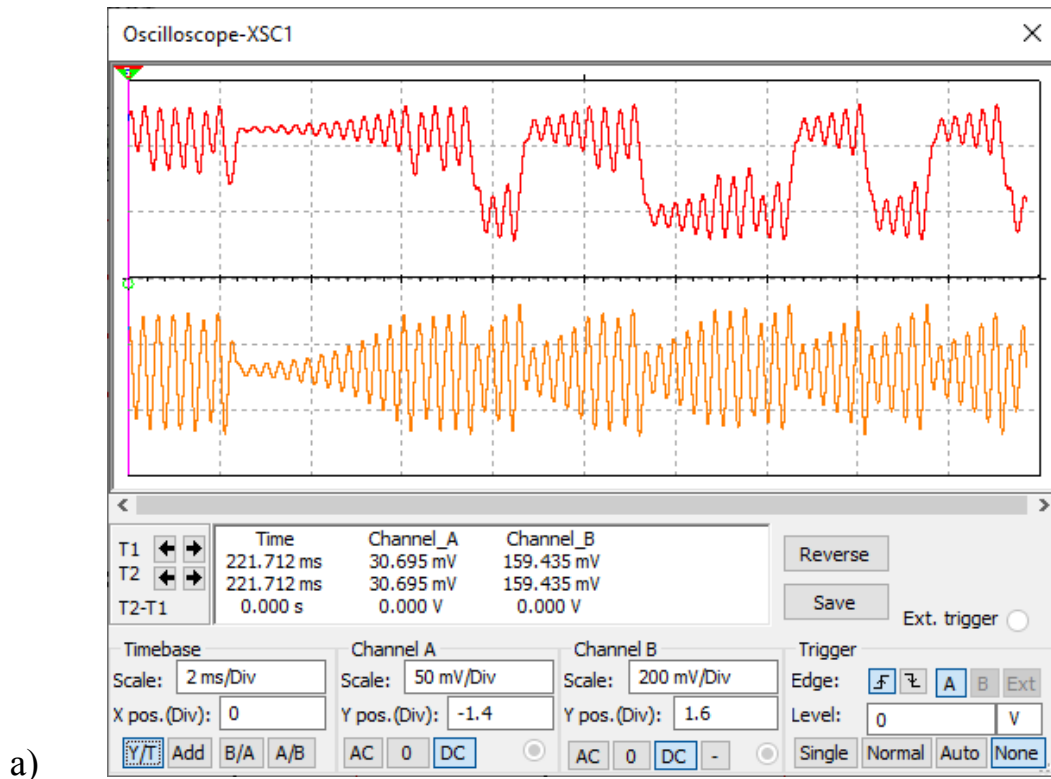 Oscilloscope-XSC1
Time Channel_A Channel_B
T1 221.712 ms 30.695 mV 159.435 mV
T2 221.712 ms 30.695 mV 159.435 mV
T2-T1 0.000 s 0.000 V 0.000 V
Reverse
Save
Ext. trigger
Timebase
Scale: 2 ms/Div
X pos.(Div): 0
Y/T Add B/A A/B
Channel A
Scale: 50 mV/Div
Y pos.(Div): -1.4
AC 0 DC
Channel B
Scale: 200 mV/Div
Y pos.(Div): 1.6
AC 0 DC -
Trigger
Edge: A B Ext
Level: 0 V
Single Normal Auto None
a)